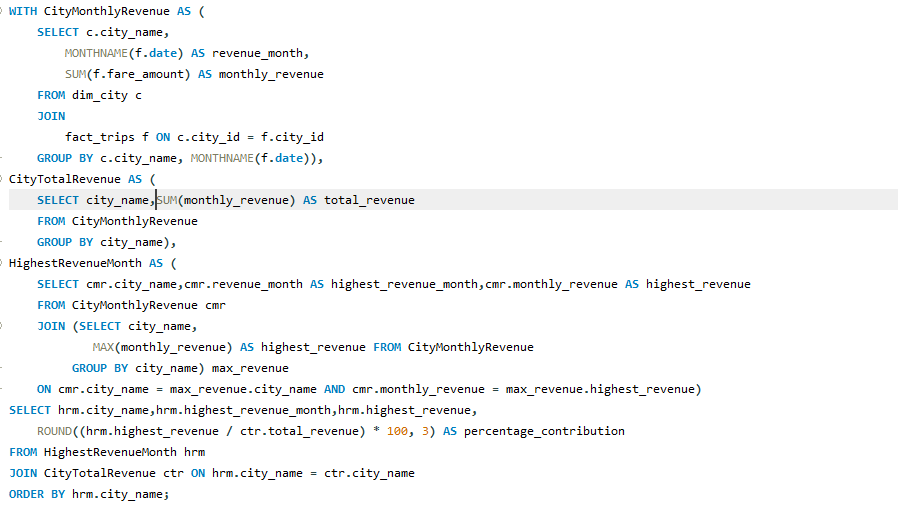 WITH CityMonthlyRevenue AS (
    SELECT c.city_name,
        MONTHNAME(f.date) AS revenue_month,
        SUM(f.fare_amount) AS monthly_revenue
    FROM dim_city c
    JOIN
        fact_trips f ON c.city_id = f.city_id
    GROUP BY c.city_name, MONTHNAME(f.date)),
CityTotalRevenue AS (
    SELECT city_name,SUM(monthly_revenue) AS total_revenue
    FROM CityMonthlyRevenue
    GROUP BY city_name),
HighestRevenueMonth AS (
    SELECT cmr.city_name,cmr.revenue_month AS highest_revenue_month,cmr.monthly_revenue AS highest_revenue
    FROM CityMonthlyRevenue cmr
    JOIN (SELECT city_name,
            MAX(monthly_revenue) AS highest_revenue FROM CityMonthlyRevenue
         GROUP BY city_name) max_revenue
    ON cmr.city_name = max_revenue.city_name AND cmr.monthly_revenue = max_revenue.highest_revenue)
SELECT hrm.city_name,hrm.highest_revenue_month,hrm.highest_revenue,
    ROUND((hrm.highest_revenue / ctr.total_revenue) * 100, 3) AS percentage_contribution
FROM HighestRevenueMonth hrm
JOIN CityTotalRevenue ctr ON hrm.city_name = ctr.city_name
ORDER BY hrm.city_name;